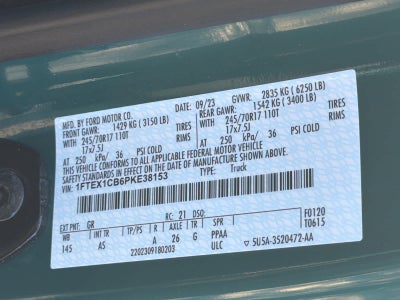 MFD. BY FORD MOTOR CO.
09/23 GVWR: 2835 KG ( 6250 LB)
FRONT GAWR: 1429 KG ( 3150 LB)
REAR GAWR: 1542 KG ( 3400 LB)
WITH
245/70R17 110T TIRES
17x7.5J RIMS
AT 250 kPa/ 36 PSI COLD
WITH
245/70R17 110T TIRES
17x7.5J RIMS
AT 250 kPa/ 36 PSI COLD
THIS VEHICLE CONFORMS TO ALL APPLICABLE FEDERAL MOTOR VEHICLE
SAFETY STANDARDS IN EFFECT ON THE DATE OF MANUFACTURE SHOWN ABOVE.
VIN: 1FTEX1CB6PKE38153
TYPE: Truck
EXT PNT: GR RC: 21 DSO: F0120
WB INT TR TP/PS R AXLE TR SPR T0615
145 AS A 26 G PPAA
2202309180203 ULC 5U5A-3520472-AA